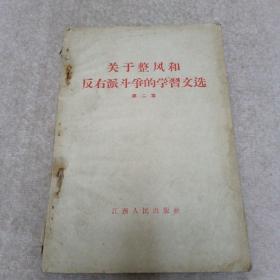 关于整风和
反右派斗争的学習文选
第二集
江西人民出版社